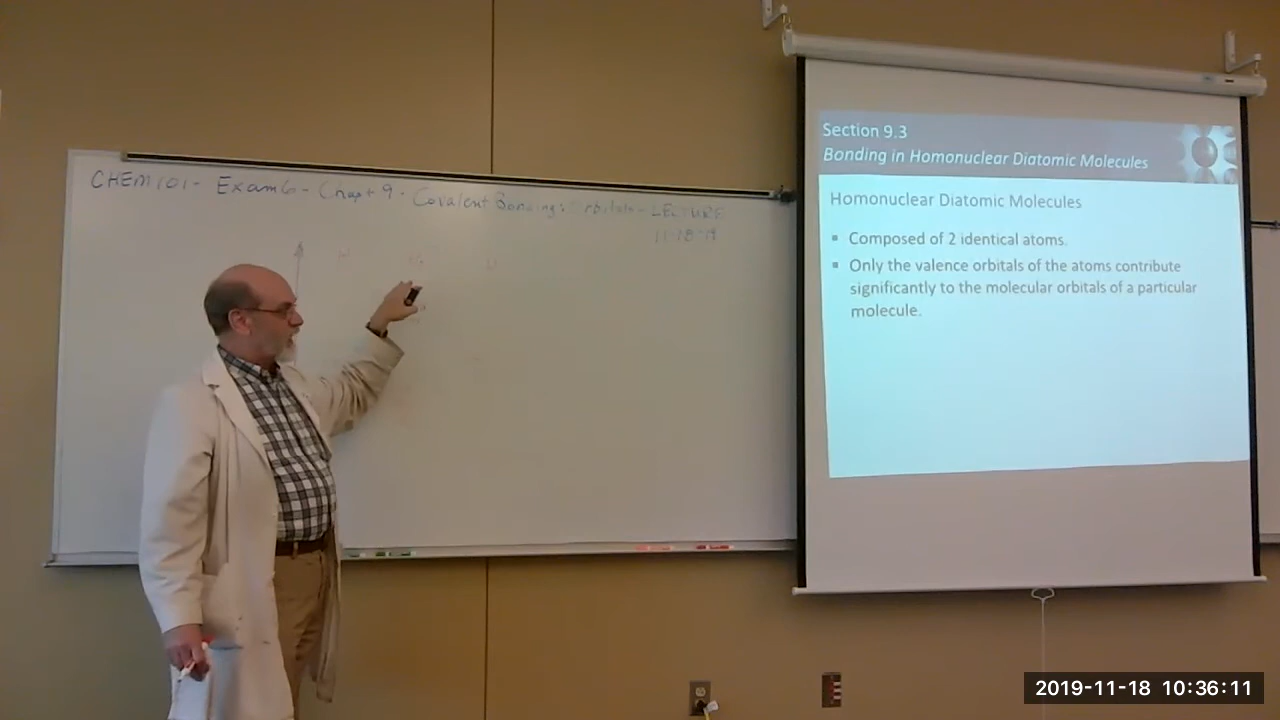 CHEM 101 - Exam 6 - Chapt 9 - Covalent Bonding: Orbitals - LECTURE
11-18-19
Section 9.3
Bonding in Homonuclear Diatomic Molecules
Homonuclear Diatomic Molecules
▪ Composed of 2 identical atoms.
▪ Only the valence orbitals of the atoms contribute
significantly to the molecular orbitals of a particular
molecule.
2019-11-18 10:36:11